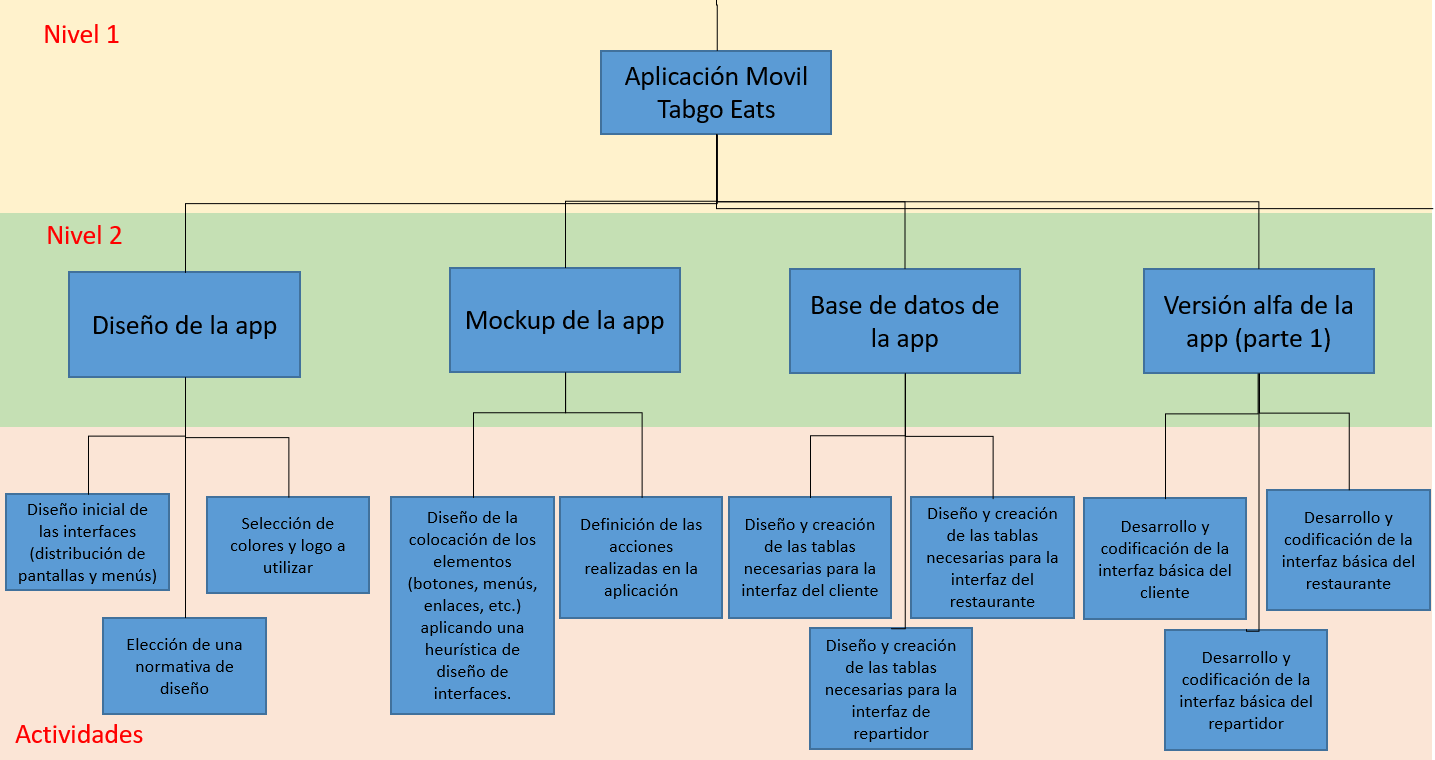 Nivel 1
Aplicación Movil
Tabgo Eats
Nivel 2
Diseño de la app
Mockup de la app
Base de datos de
la app
Versión alfa de la
app (parte 1)
Diseño inicial de
las interfaces
(distribución de
pantallas y menús)
Selección de
colores y logo a
utilizar
Elección de una
normativa de
diseño
Diseño de la
colocación de los
elementos
(botones, menús,
enlaces, etc.)
aplicando una
heurística de
diseño de
interfaces.
Definición de las
acciones
realizadas en la
aplicación
Diseño y creación
de las tablas
necesarias para la
interfaz del cliente
Diseño y creación
de las tablas
necesarias para la
interfaz del
restaurante
Diseño y creación
de las tablas
necesarias para la
interfaz de
repartidor
Desarrollo y
codificación de la
interfaz básica del
cliente
Desarrollo y
codificación de la
interfaz básica del
restaurante
Desarrollo y
codificación de la
interfaz básica del
repartidor
Actividades